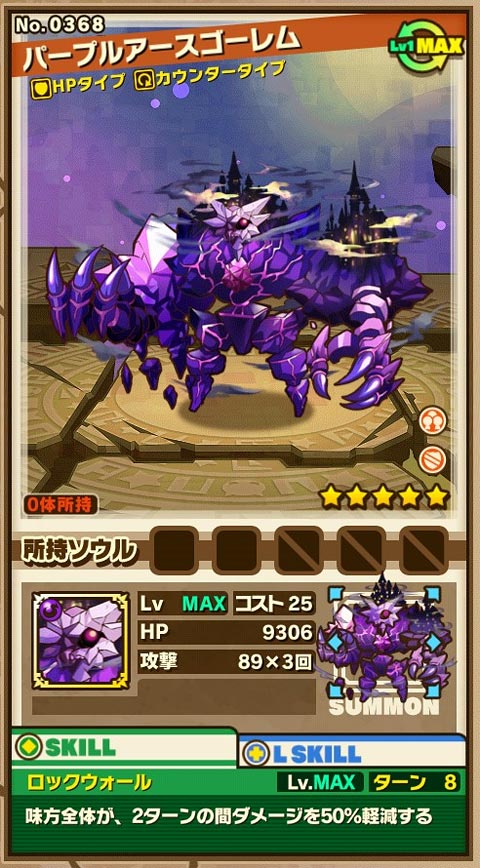 No.0368
パープルアースゴーレム
Lv1 MAX
HPタイプ カウンタータイプ
0体所持
所持ソウル
Lv MAX コスト 25
HP 9306
攻撃 89×3回
SUMMON
SKILL
L SKILL
ロックウォール Lv.MAX ターン 8
味方全体が、2ターンの間ダメージを50%軽減する